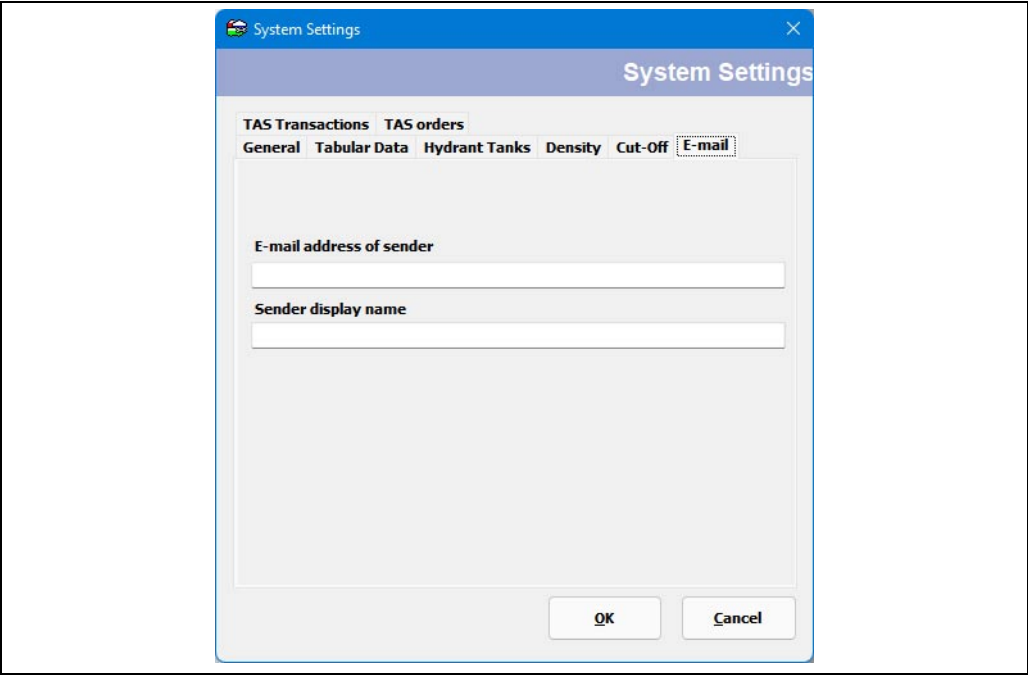 System Settings
System Settings
TAS Transactions TAS orders
General Tabular Data Hydrant Tanks Density Cut-Off E-mail
E-mail address of sender
Sender display name
OK Cancel